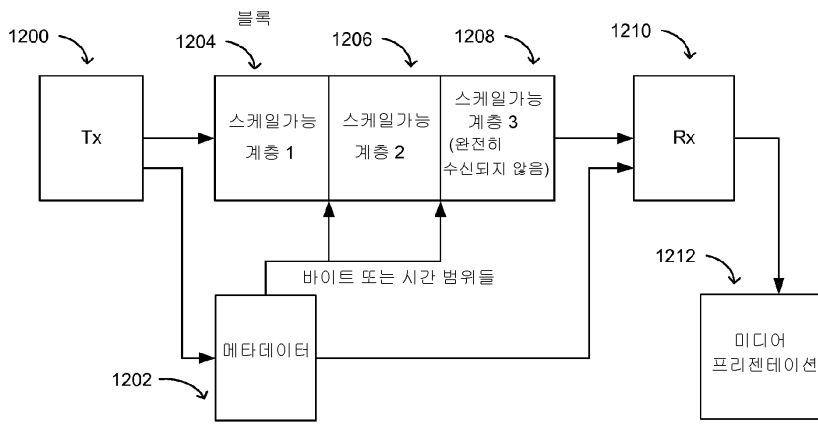 블록
1200
1204
1206
1208
1210
Tx
스케일가능
계층 1
스케일가능
계층 2
스케일가능
계층 3
(완전히
수신되지 않음)
Rx
바이트 또는 시간 범위들
1212
메타데이터
1202
미디어
프리젠테이션